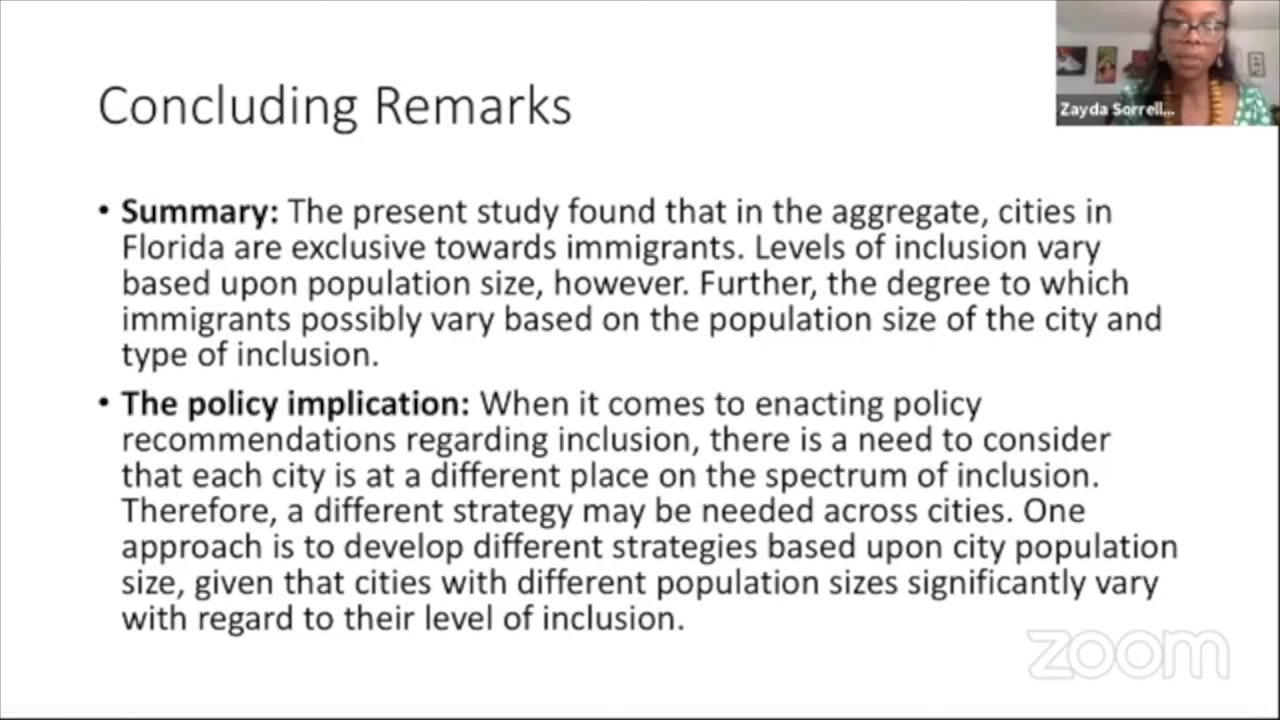 Concluding Remarks
Zayda Sorrell...
• Summary: The present study found that in the aggregate, cities in
Florida are exclusive towards immigrants. Levels of inclusion vary
based upon population size, however. Further, the degree to which
immigrants possibly vary based on the population size of the city and
type of inclusion.
• The policy implication: When it comes to enacting policy
recommendations regarding inclusion, there is a need to consider
that each city is at a different place on the spectrum of inclusion.
Therefore, a different strategy may be needed across cities. One
approach is to develop different strategies based upon city population
size, given that cities with different population sizes significantly vary
with regard to their level of inclusion.
zoom